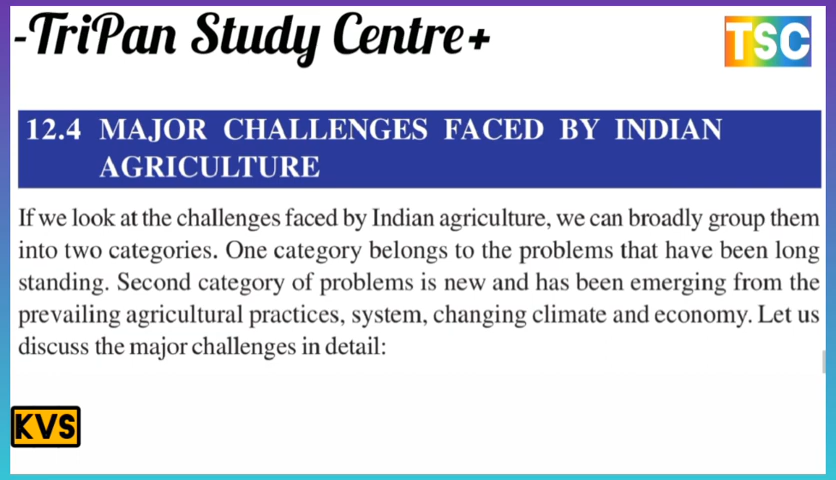 -TriPan Study Centre+
TSC
12.4 MAJOR CHALLENGES FACED BY INDIAN
AGRICULTURE
If we look at the challenges faced by Indian agriculture, we can broadly group them
into two categories. One category belongs to the problems that have been long
standing. Second category of problems is new and has been emerging from the
prevailing agricultural practices, system, changing climate and economy. Let us
discuss the major challenges in detail:
KVS